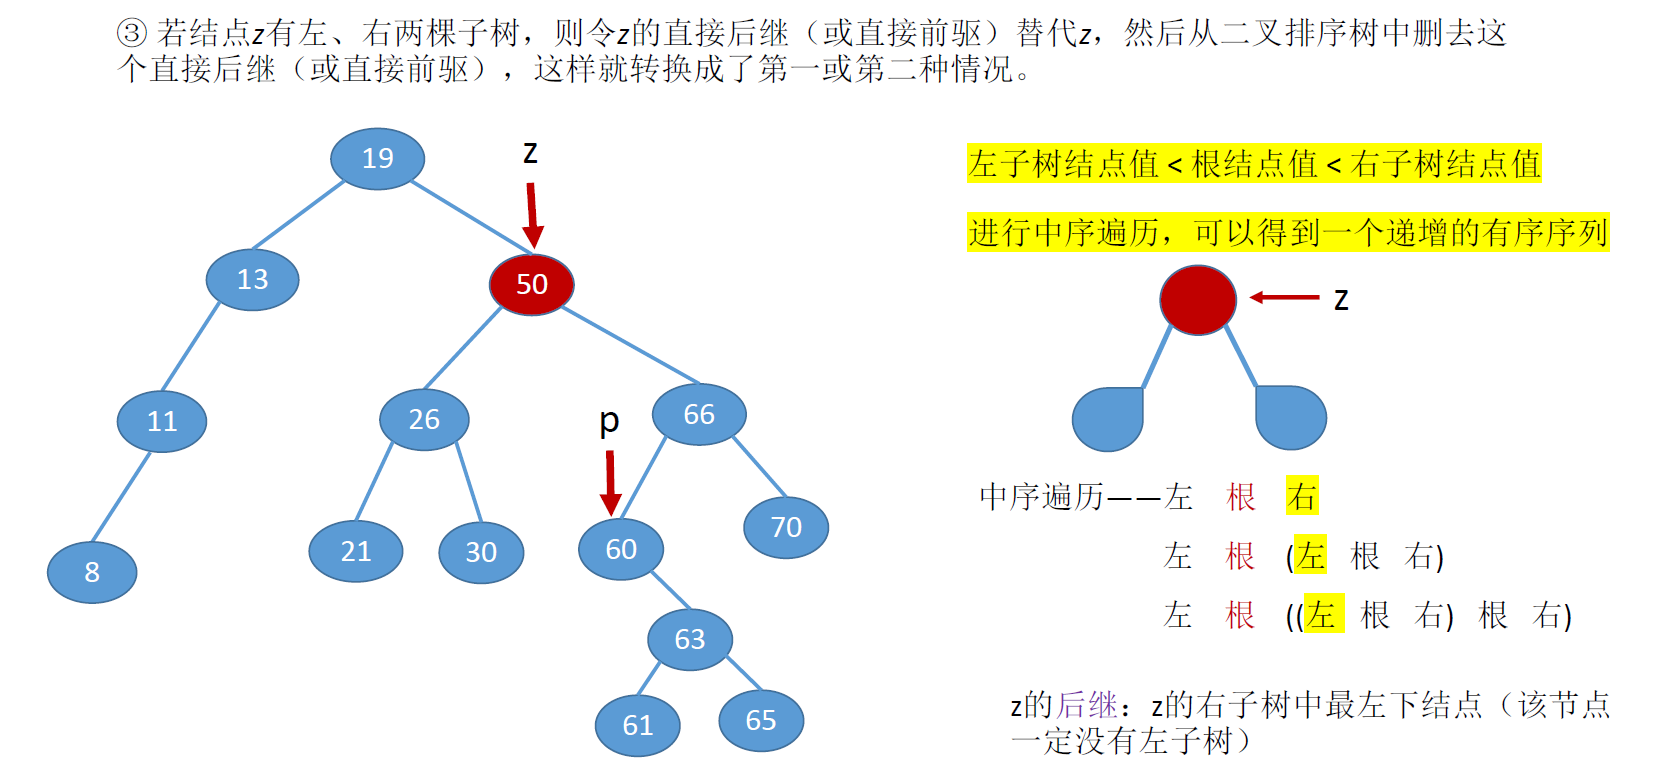 ③ 若结点z有左、右两棵子树，则令z的直接后继（或直接前驱）替代z，然后从二叉排序树中删去这
个直接后继（或直接前驱），这样就转换成了第一或第二种情况。
19
z
13
50
11
26
p
66
8
21
30
60
70
63
61
65
左子树结点值 < 根结点值 < 右子树结点值
进行中序遍历，可以得到一个递增的有序序列
z
中序遍历——左 根 右
左 根 (左 根 右)
左 根 ((左 根 右) 根 右)
z的后继：z的右子树中最左下结点（该节点
一定没有左子树）